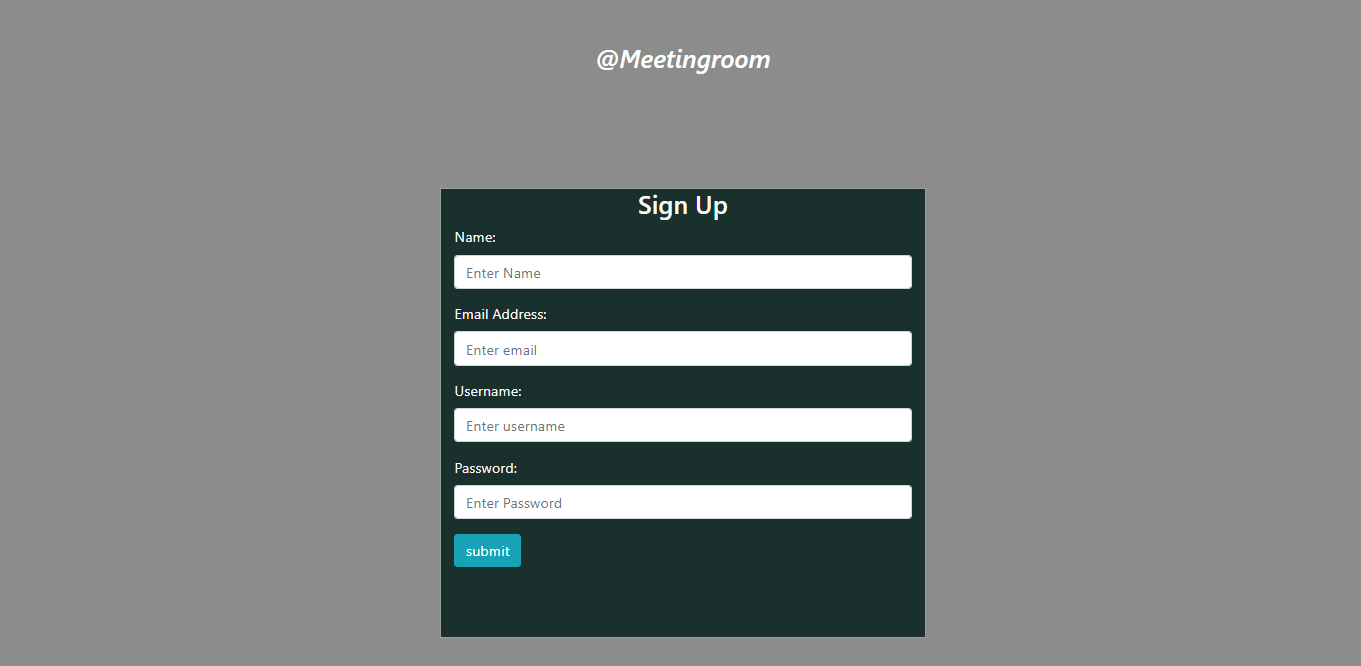 @Meetingroom
Sign Up
Name:
Enter Name
Email Address:
Enter email
Username:
Enter username
Password:
Enter Password
submit